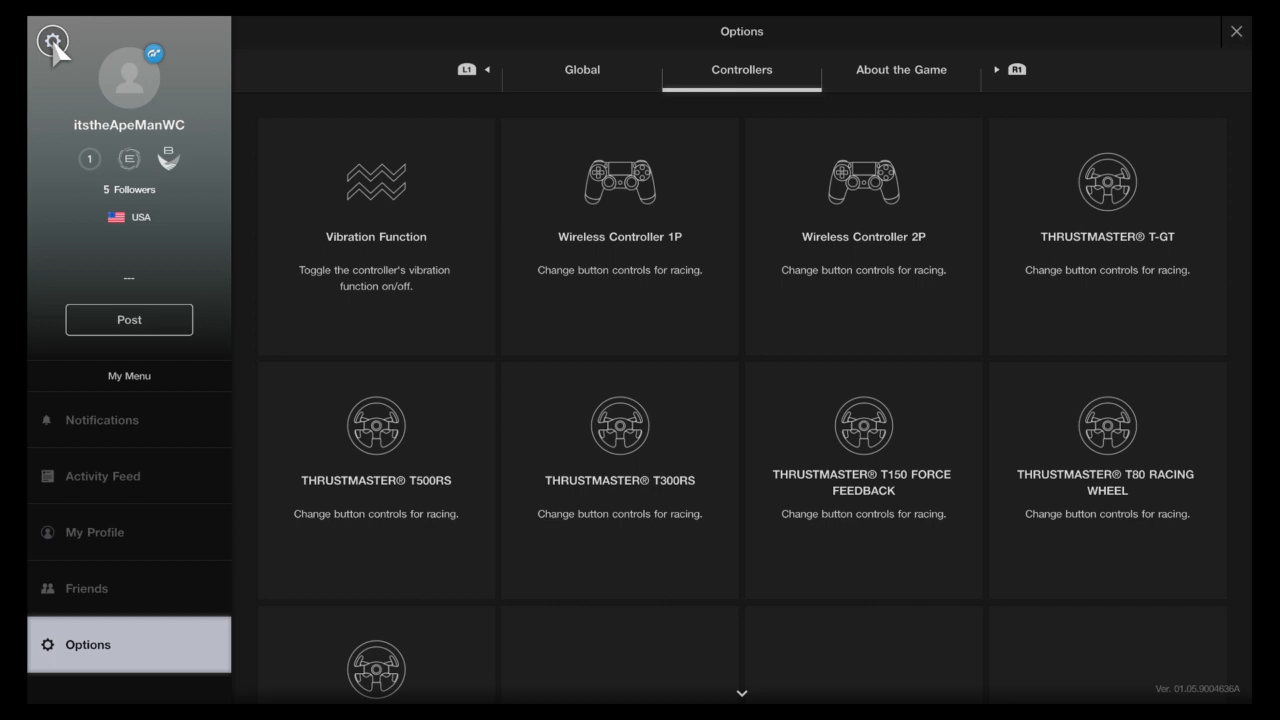 Options
L1
Global
Controllers
About the Game
R1
itstheApeManWC
1
E
B
5 Followers
USA
---
Post
My Menu
Notifications
Activity Feed
My Profile
Friends
Options
Vibration Function
Toggle the controller's vibration
function on/off.
Wireless Controller 1P
Change button controls for racing.
Wireless Controller 2P
Change button controls for racing.
THRUSTMASTER® T-GT
Change button controls for racing.
THRUSTMASTER® T500RS
Change button controls for racing.
THRUSTMASTER® T300RS
Change button controls for racing.
THRUSTMASTER® T150 FORCE
FEEDBACK
Change button controls for racing.
THRUSTMASTER® T80 RACING
WHEEL
Change button controls for racing.
Ver. 01.05.9004636A